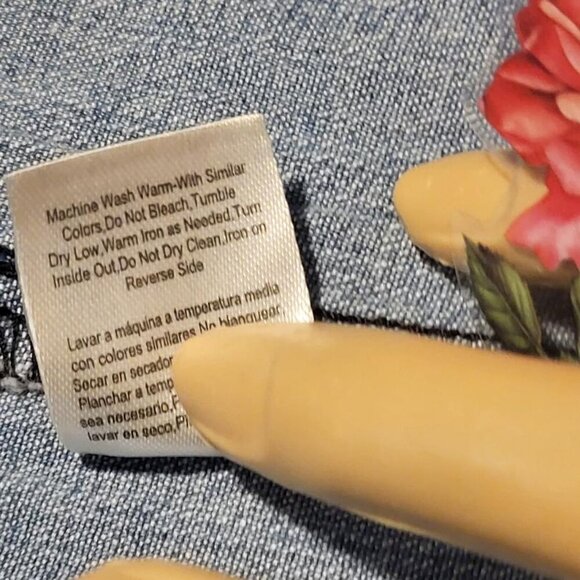 Machine Wash Warm-With Similar
Colors,Do Not Bleach,Tumble
Dry Low,Warm Iron as Needed,Turn
Inside Out,Do Not Dry Clean,Iron on
Reverse Side
Lavar a máquina a temperatura media
con colores similares.No blanquear
Secar en
Planchar a
sea necesario,
lavar en seco,